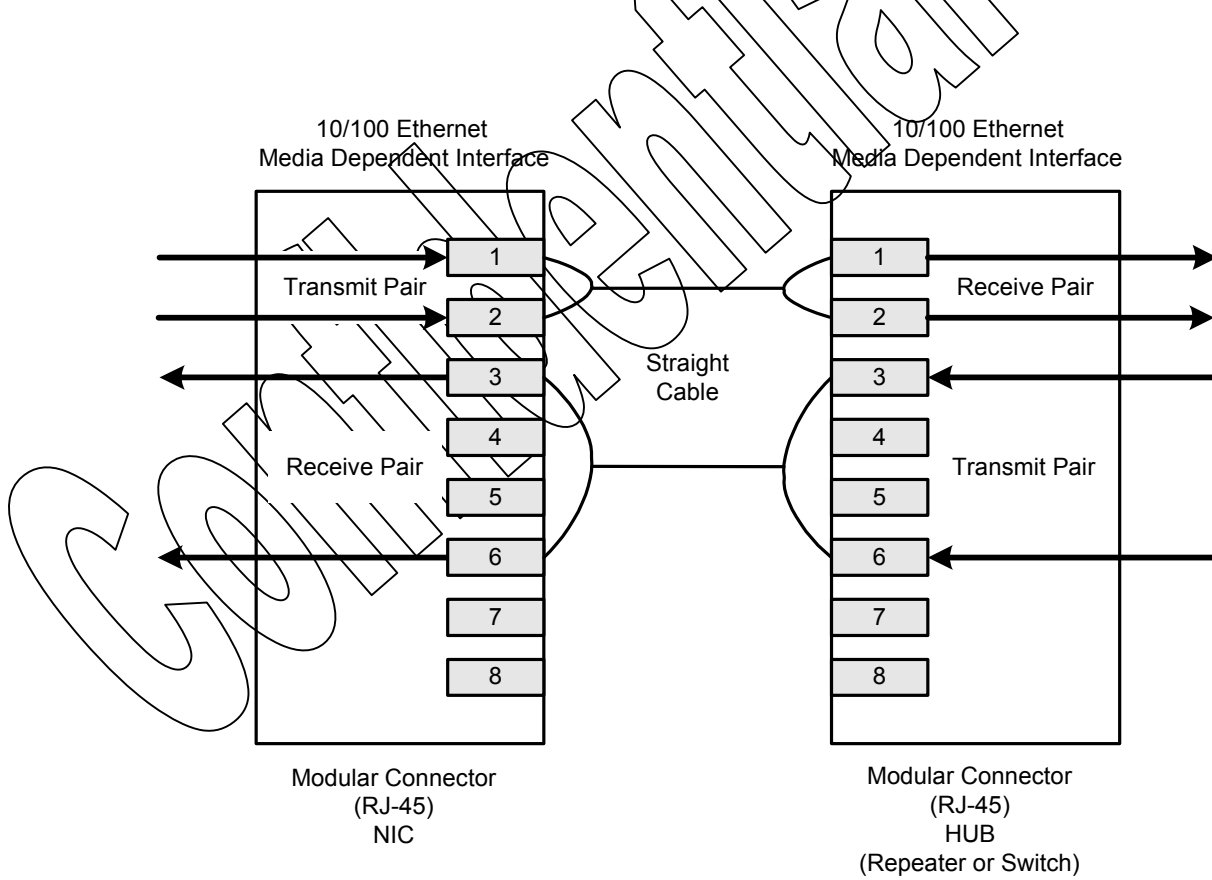 Confidential
10/100 Ethernet
Media Dependent Interface
10/100 Ethernet
Media Dependent Interface
1
Transmit Pair
2
3
4
Receive Pair
5
6
7
8
Straight
Cable
1
Receive Pair
2
3
4
Transmit Pair
5
6
7
8
Modular Connector
(RJ-45)
NIC
Modular Connector
(RJ-45)
HUB
(Repeater or Switch)